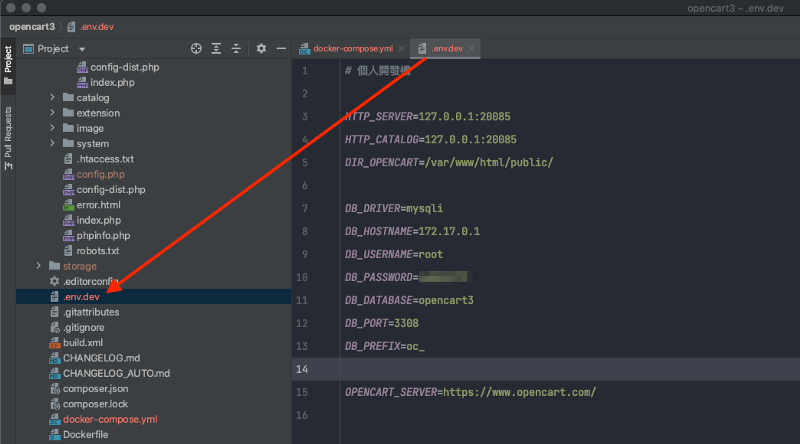 opencart3 – .env.dev
opencart3
.env.dev
Project
Pull Requests
Project
config-dist.php
index.php
catalog
extension
image
system
.htaccess.txt
config.php
config-dist.php
error.html
index.php
phpinfo.php
robots.txt
storage
.editorconfig
.env.dev
.gitattributes
.gitignore
build.xml
CHANGELOG.md
CHANGELOG_AUTO.md
composer.json
composer.lock
docker-compose.yml
Dockerfile
docker-compose.yml
.env.dev
1 # 個人開發機
2
3 HTTP_SERVER=127.0.0.1:20085
4 HTTP_CATALOG=127.0.0.1:20085
5 DIR_OPENCART=/var/www/html/public/
6
7 DB_DRIVER=mysqli
8 DB_HOSTNAME=172.17.0.1
9 DB_USERNAME=root
10 DB_PASSWORD=
11 DB_DATABASE=opencart3
12 DB_PORT=3308
13 DB_PREFIX=oc_
14
15 OPENCART_SERVER=https://www.opencart.com/
16